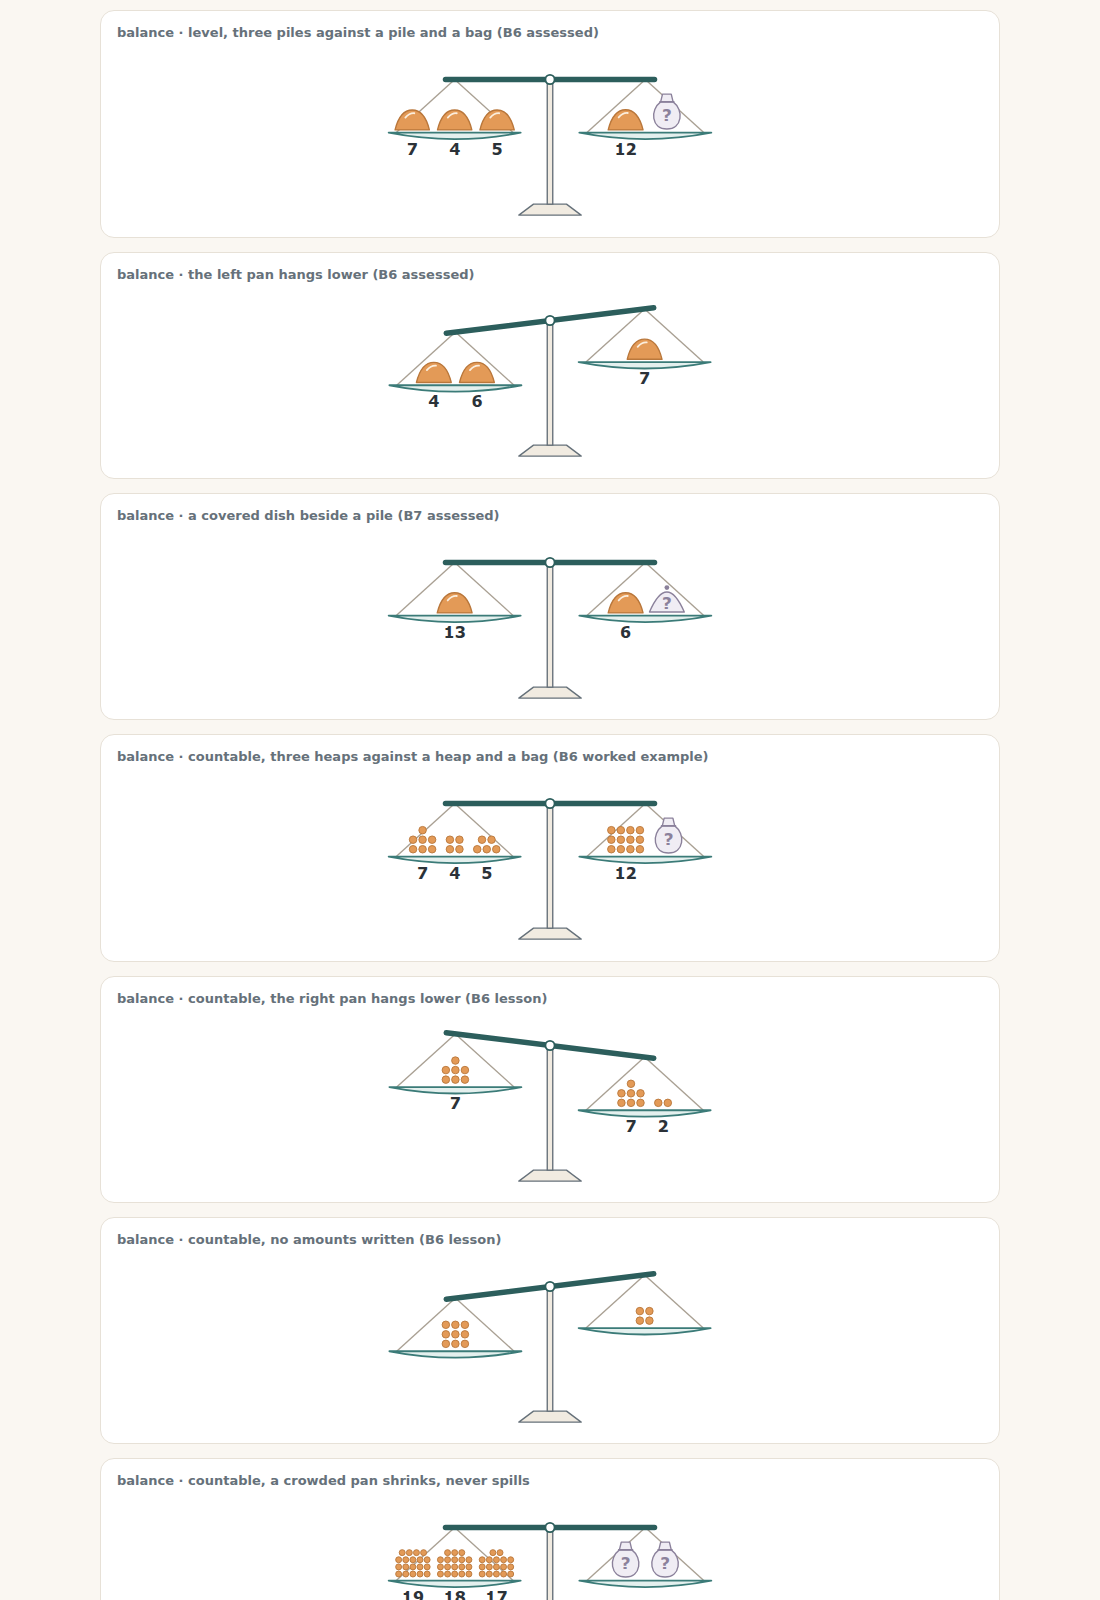 balance · level, three piles against a pile and a bag (B6 assessed)
?
7 4 5 12
balance · the left pan hangs lower (B6 assessed)
7
4 6
balance · a covered dish beside a pile (B7 assessed)
?
13 6
balance · countable, three heaps against a heap and a bag (B6 worked example)
?
7 4 5 12
balance · countable, the right pan hangs lower (B6 lesson)
7
7 2
balance · countable, no amounts written (B6 lesson)
balance · countable, a crowded pan shrinks, never spills
? ?
19 18 17